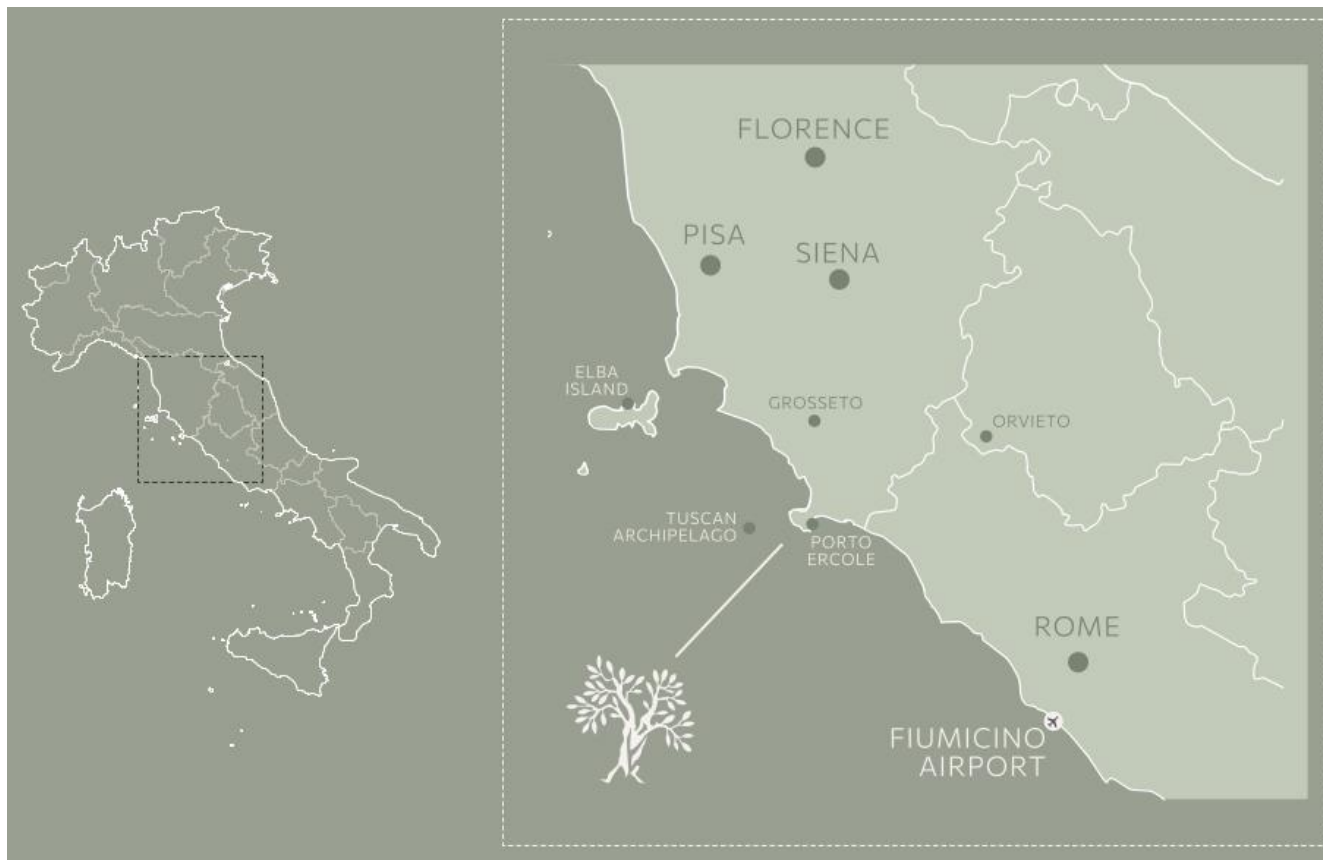 FLORENCE
PISA
SIENA
ELBA
ISLAND
GROSSETO
ORVIETO
TUSCAN
ARCHIPELAGO
PORTO
ERCOLE
ROME
FIUMICINO
AIRPORT